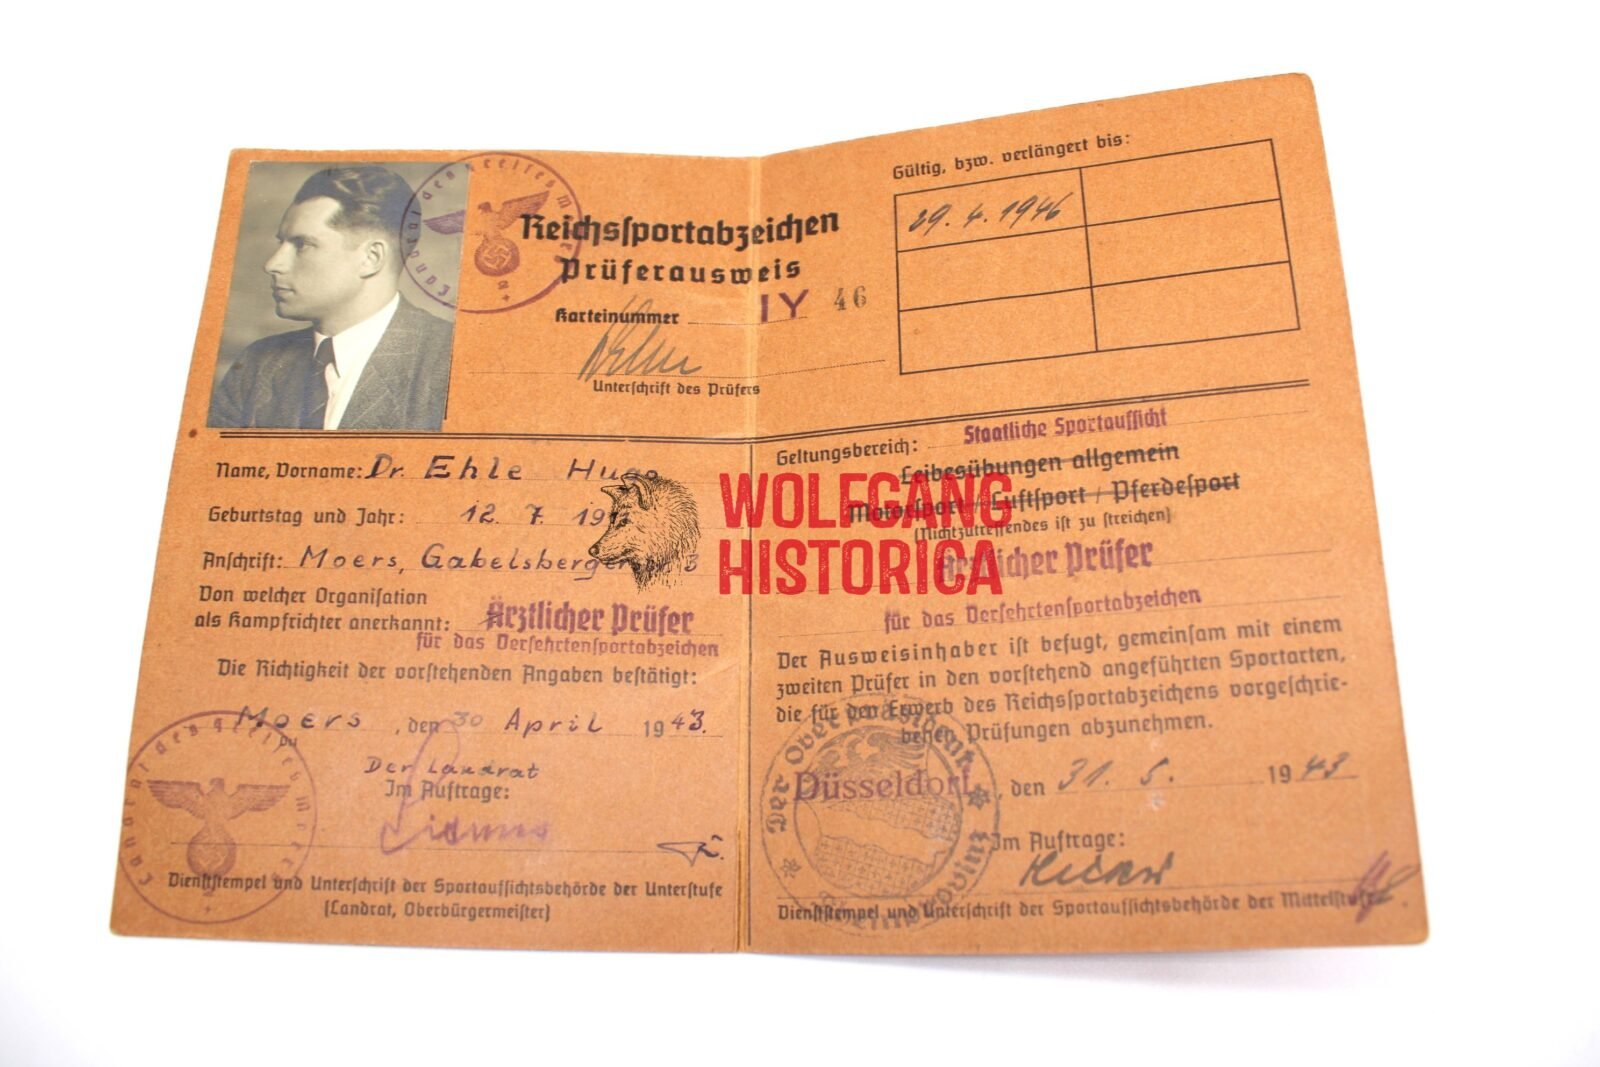 Reichssportabzeichen
Prüferausweis
Karteinummer IY 46
Unterschrift des Prüfers
Name, Vorname: Dr. Ehle Hugo
Geburtstag und Jahr: 12. 7. 19
Anschrift: Moers, Gabelsberger
Von welcher Organisation
als Kampfrichter anerkannt: Ärztlicher Prüfer
für das Versehrtensportabzeichen
Die Richtigkeit der vorstehenden Angaben bestätigt:
Moers, den 30 April 1943.
Der Landrat
Im Auftrage:
Dienststempel und Unterschrift der Sportaufsichtsbehörde der Unterstufe
(Landrat, Oberbürgermeister)
Gültig, bzw. verlängert bis:
29. 4. 1946
Geltungsbereich: Staatliche Sportaufsicht
Leibesübungen allgemein
Motorsport / Luftsport / Pferdesport
(Nichtzutreffendes ist zu streichen)
Ärztlicher Prüfer
für das Versehrtensportabzeichen
Der Ausweisinhaber ist befugt, gemeinsam mit einem
zweiten Prüfer in den vorstehend angeführten Sportarten,
die für den Erwerb des Reichssportabzeichens vorgeschrie-
benen Prüfungen abzunehmen.
Düsseldorf, den 31. 5. 1943
Im Auftrage:
Dienststempel und Unterschrift der Sportaufsichtsbehörde der Mittelstufe
Der Oberpräsident
WOLFGANG
HISTORICA